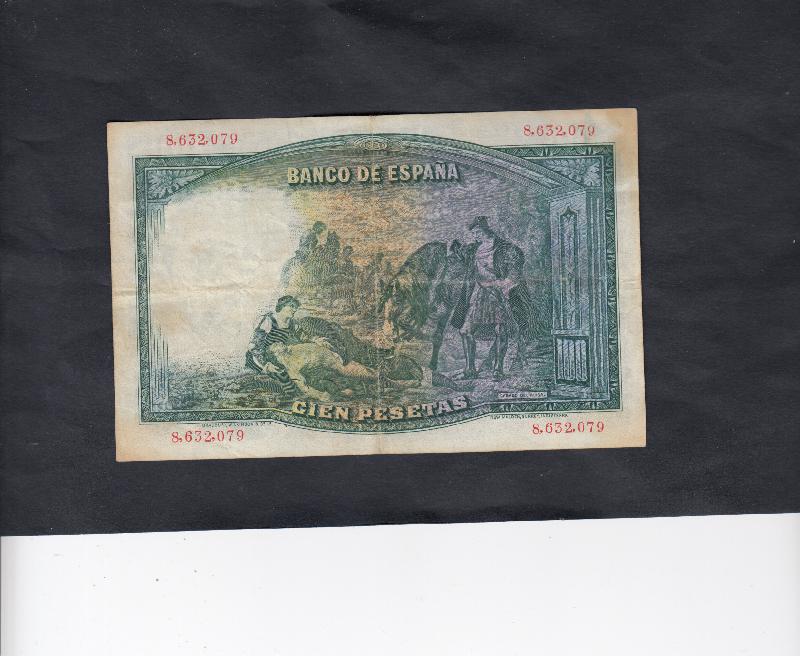 8,632,079 8,632,079
BANCO DE ESPAÑA
CIEN PESETAS
8,632,079 8,632,079